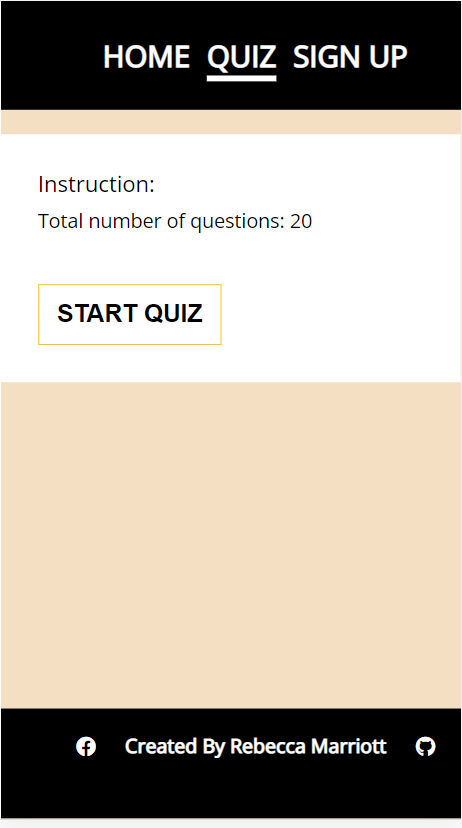 HOME QUIZ SIGN UP
Instruction:
Total number of questions: 20
START QUIZ
Created By Rebecca Marriott